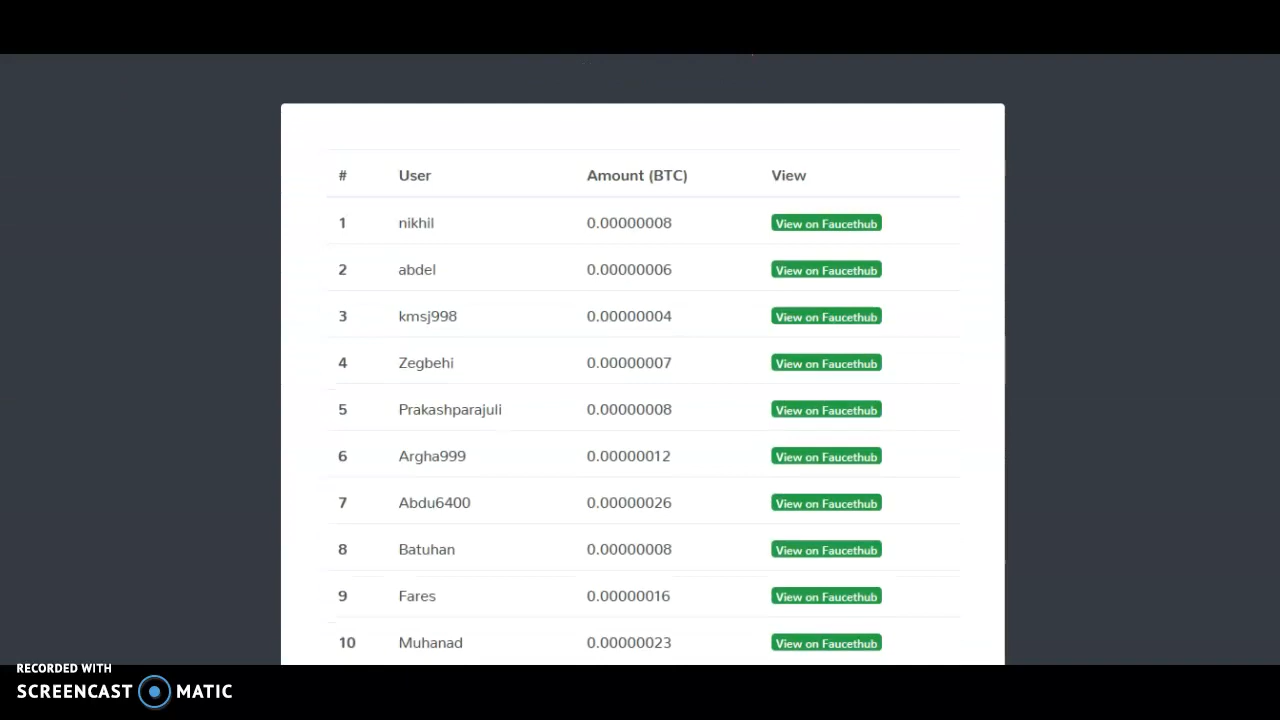 # User Amount (BTC) View
1 nikhil 0.00000008 View on Faucethub
2 abdel 0.00000006 View on Faucethub
3 kmsj998 0.00000004 View on Faucethub
4 Zegbehi 0.00000007 View on Faucethub
5 Prakashparajuli 0.00000008 View on Faucethub
6 Argha999 0.00000012 View on Faucethub
7 Abdu6400 0.00000026 View on Faucethub
8 Batuhan 0.00000008 View on Faucethub
9 Fares 0.00000016 View on Faucethub
10 Muhanad 0.00000023 View on Faucethub
RECORDED WITH
SCREENCAST MATIC